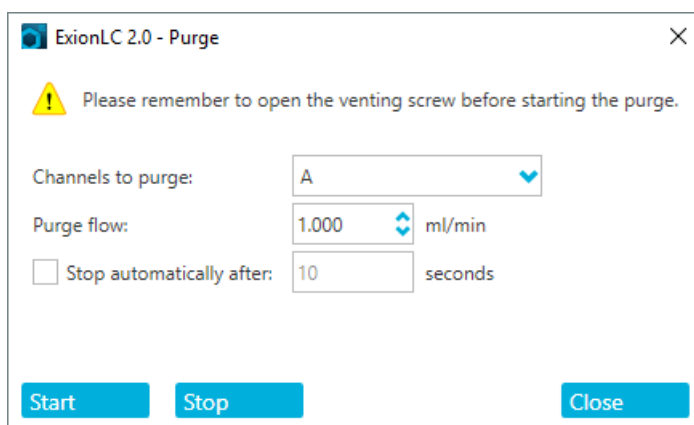 ExionLC 2.0 - Purge
Please remember to open the venting screw before starting the purge.
Channels to purge: A
Purge flow: 1.000 ml/min
Stop automatically after: 10 seconds
Start Stop Close